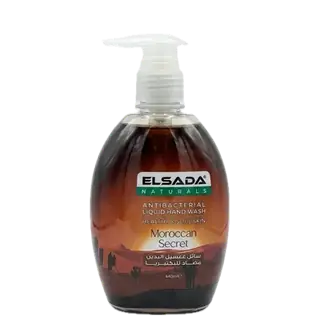 ELSADA
NATURALS
ANTIBACTERIAL
LIQUID HAND WASH
Moroccan
Secret
سائل غسيل اليدين
مضاد للبكتيريا